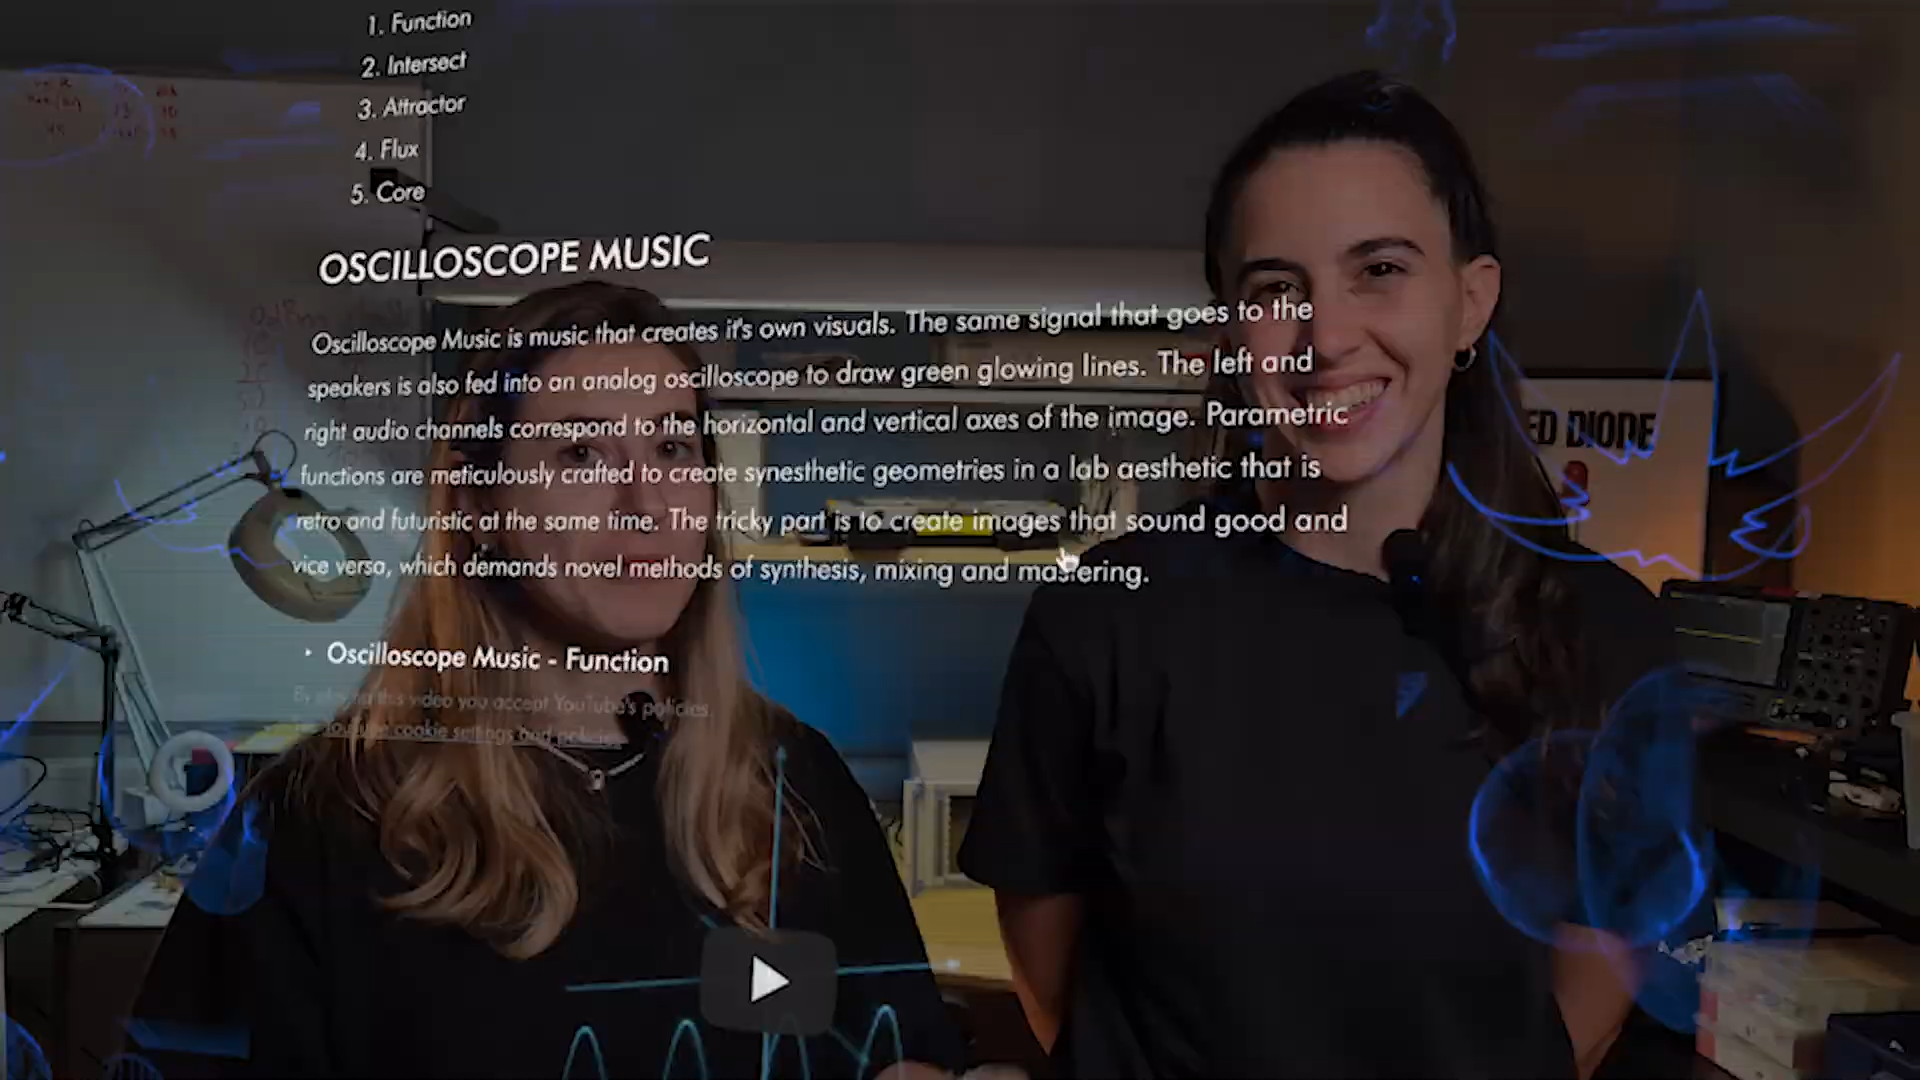 1. Function
2. Intersect
3. Attractor
4. Flux
5. Core
OSCILLOSCOPE MUSIC
Oscilloscope Music is music that creates it's own visuals. The same signal that goes to the
speakers is also fed into an analog oscilloscope to draw green glowing lines. The left and
right audio channels correspond to the horizontal and vertical axes of the image. Parametric
functions are meticulously crafted to create synesthetic geometries in a lab aesthetic that is
retro and futuristic at the same time. The tricky part is to create images that sound good and
vice versa, which demands novel methods of synthesis, mixing and mastering.
ED DIODE
‣ Oscilloscope Music - Function
By playing this video you accept YouTube's policies.
YouTube cookie settings and policies